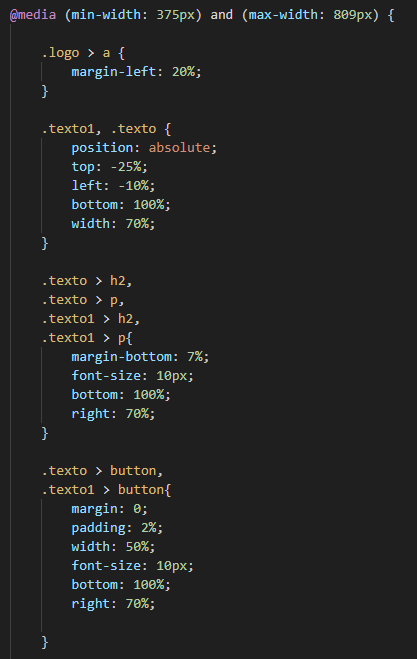 @media (min-width: 375px) and (max-width: 809px) {
.logo > a {
margin-left: 20%;
}
.texto1, .texto {
position: absolute;
top: -25%;
left: -10%;
bottom: 100%;
width: 70%;
}
.texto > h2,
.texto > p,
.texto1 > h2,
.texto1 > p{
margin-bottom: 7%;
font-size: 10px;
bottom: 100%;
right: 70%;
}
.texto > button,
.texto1 > button{
margin: 0;
padding: 2%;
width: 50%;
font-size: 10px;
bottom: 100%;
right: 70%;
}